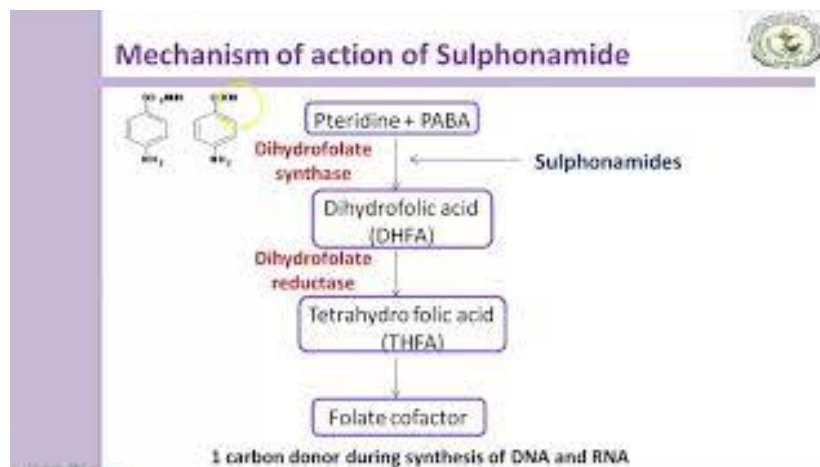 Mechanism of action of Sulphonamide
Pteridine + PABA
Dihydrofolate
synthase
Sulphonamides
Dihydrofolic acid
(DHFA)
Dihydrofolate
reductase
Tetrahydro folic acid
(THFA)
Folate cofactor
1 carbon donor during synthesis of DNA and RNA